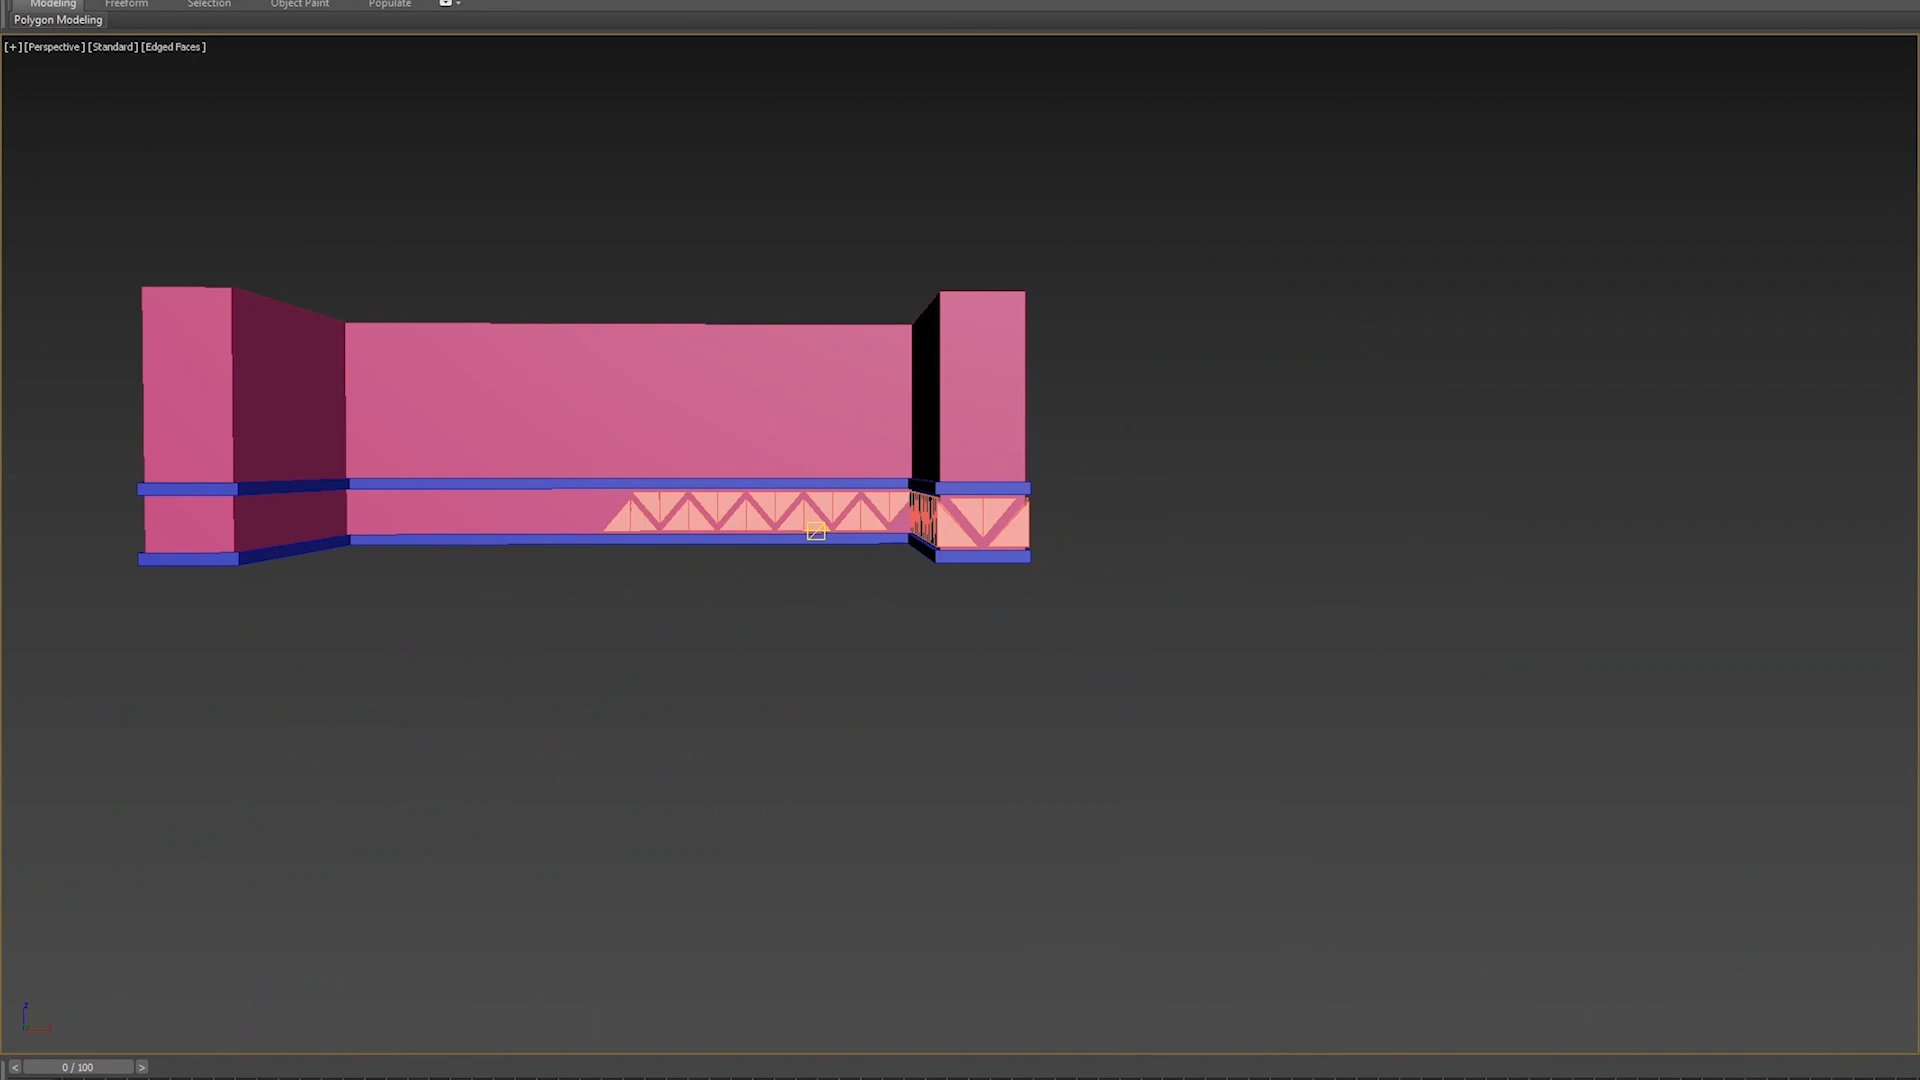 Modeling Freeform Selection Object Paint Populate
Polygon Modeling
[+] [Perspective] [Standard] [Edged Faces]
z
x
< 0 / 100 >